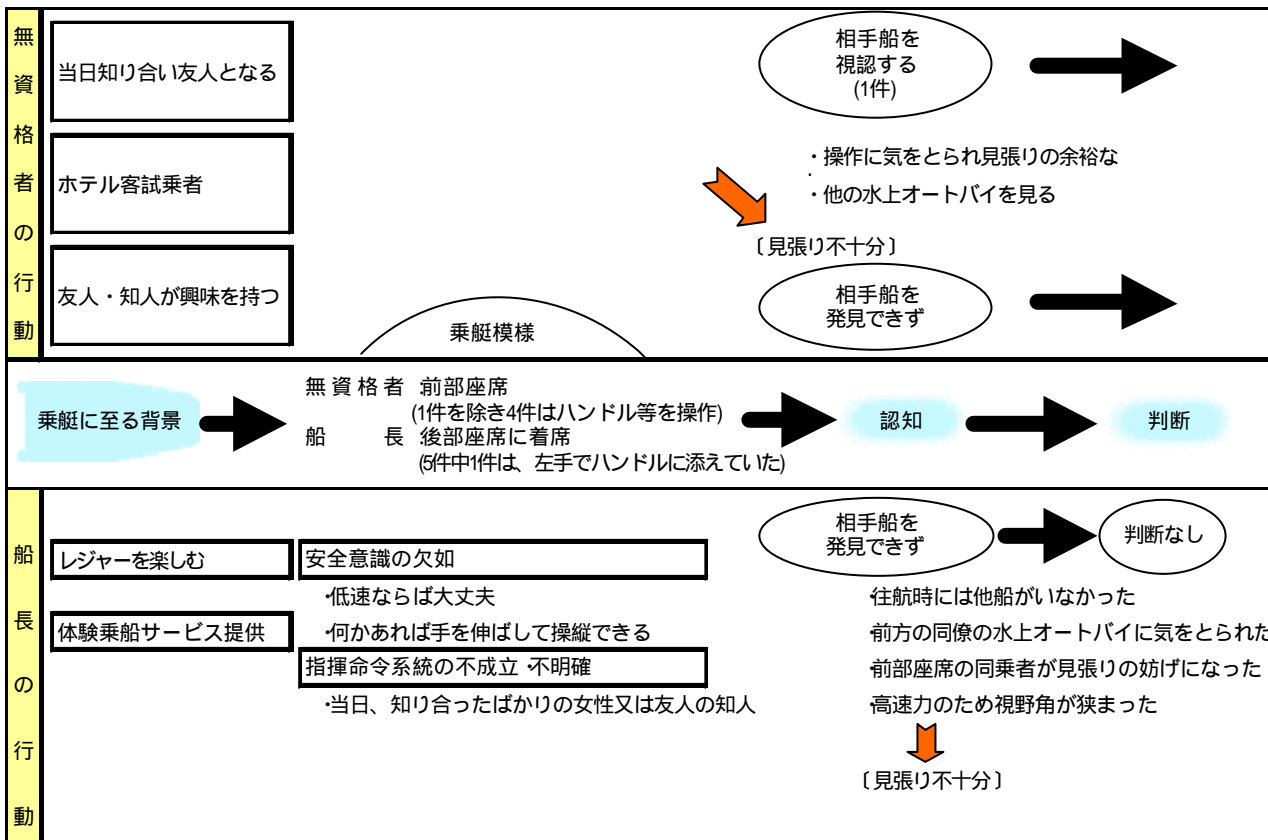 無資格者の行動
当日知り合い友人となる
ホテル客試乗者
友人・知人が興味を持つ
乗艇模様
相手船を
視認する
(1件)
・操作に気をとられ見張りの余裕な
・他の水上オートバイを見る
〔見張り不十分〕
相手船を
発見できず
乗艇に至る背景
無資格者:前部座席
(1件を除き4件はハンドル等を操作)
船　　長:後部座席に着席
(5件中1件は、左手でハンドルに添えていた)
認知
判断
船長の行動
レジャーを楽しむ
体験乗船サービス提供
安全意識の欠如
・低速ならば大丈夫
・何かあれば手を伸ばして操縦できる
指揮命令系統の不成立・不明確
・当日、知り合ったばかりの女性又は友人の知人
相手船を
発見できず
判断なし
・往航時には他船がいなかった
・前方の同僚の水上オートバイに気をとられた
・前部座席の同乗者が見張りの妨げになった
・高速力のため視野角が狭まった
〔見張り不十分〕